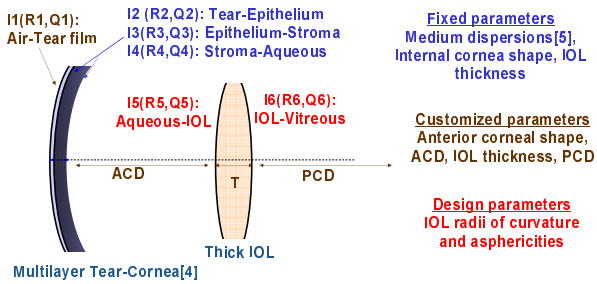 I1(R1,Q1):
Air-Tear film
I2 (R2,Q2): Tear-Epithelium
I3(R3,Q3): Epithelium-Stroma
I4(R4,Q4): Stroma-Aqueous
I5(R5,Q5):
Aqueous-IOL
I6(R6,Q6):
IOL-Vitreous
ACD
T
PCD
Thick IOL
Multilayer Tear-Cornea[4]
Fixed parameters
Medium dispersions[5],
Internal cornea shape, IOL
thickness
Customized parameters
Anterior corneal shape,
ACD, IOL thickness, PCD
Design parameters
IOL radii of curvature
and asphericities